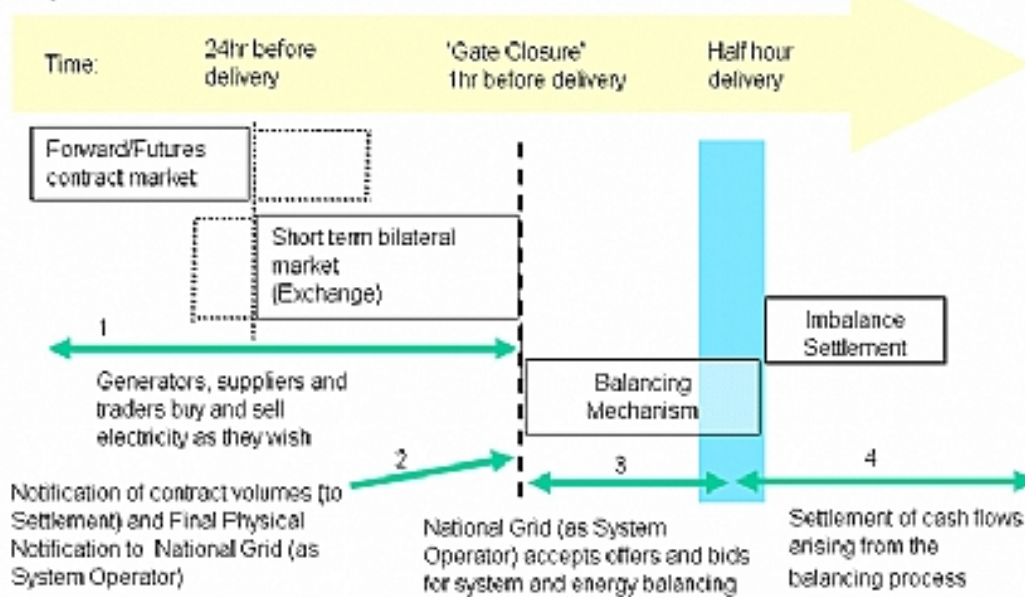 Time:
24hr before
delivery
'Gate Closure'
1hr before delivery
Half hour
delivery
Forward/Futures
contract market
Short term bilateral
market
(Exchange)
Imbalance
Settlement
1
Generators, suppliers and
traders buy and sell
electricity as they wish
Balancing
Mechanism
2
3
4
Notification of contract volumes (to
Settlement) and Final Physical
Notification to National Grid (as
System Operator)
National Grid (as System
Operator) accepts offers and bids
for system and energy balancing
Settlement of cash flows
arising from the
balancing process